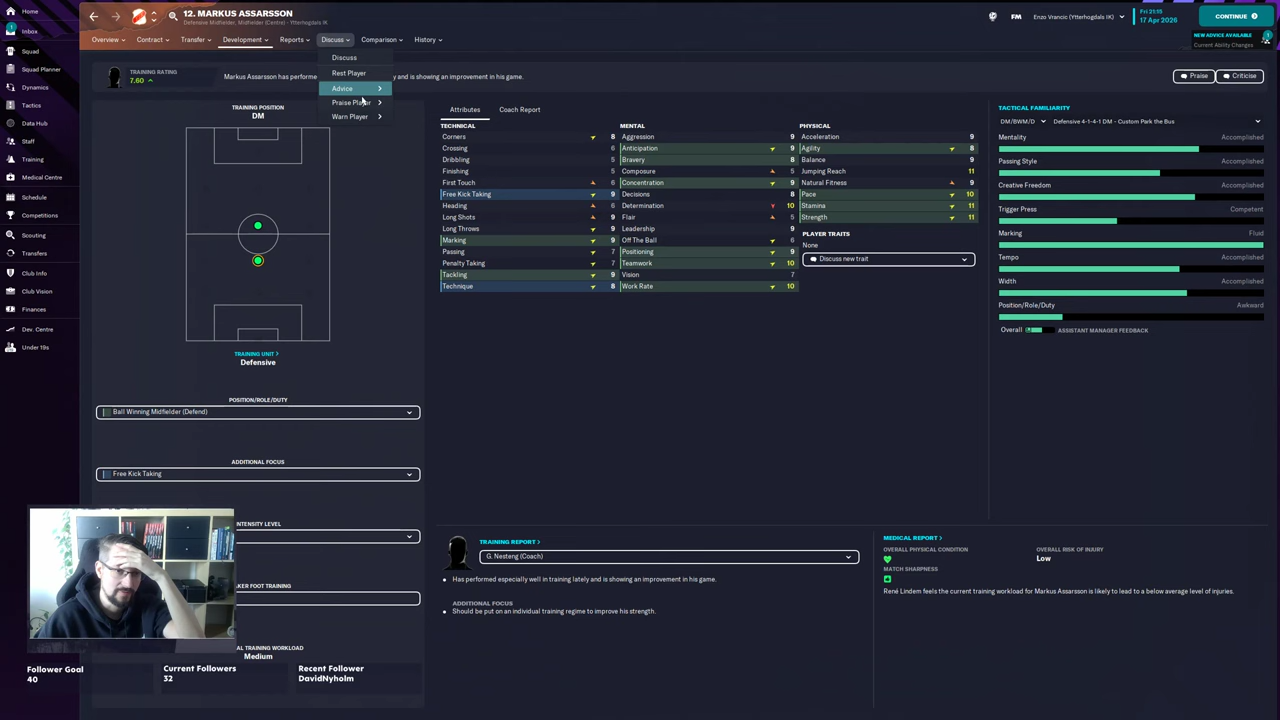 12. MARKUS ASSARSSON
Defensive Midfielder, Midfielder (Centre) - Ytterhogdals IK
FM
Enzo Vrancic (Ytterhogdals IK)
Fri 21:15
17 Apr 2026
CONTINUE
Home
Inbox
1
Squad
Squad Planner
Dynamics
Tactics
Data Hub
Staff
Training
Medical Centre
Schedule
Competitions
Scouting
Transfers
Club Info
Club Vision
Finances
Dev. Centre
Under 19s
Overview
Contract
Transfer
Development
Reports
Discuss
Comparison
History
NEW ADVICE AVAILABLE
Current Ability Changes
1
Discuss
Rest Player
Advice
Praise Player
Warn Player
TRAINING RATING
7.60
Markus Assarsson has performe
y and is showing an improvement in his game.
Praise
Criticise
TRAINING POSITION
DM
TRAINING UNIT
Defensive
POSITION/ROLE/DUTY
Ball Winning Midfielder (Defend)
ADDITIONAL FOCUS
Free Kick Taking
NTENSITY LEVEL
AKER FOOT TRAINING
AL TRAINING WORKLOAD
Medium
Attributes
Coach Report
TECHNICAL
Corners 8
Crossing 6
Dribbling 5
Finishing 5
First Touch 6
Free Kick Taking 9
Heading 6
Long Shots 9
Long Throws 9
Marking 9
Passing 7
Penalty Taking 7
Tackling 9
Technique 8
MENTAL
Aggression 9
Anticipation 9
Bravery 8
Composure 5
Concentration 9
Decisions 8
Determination 10
Flair 5
Leadership 9
Off The Ball 6
Positioning 9
Teamwork 10
Vision 7
Work Rate 10
PHYSICAL
Acceleration 9
Agility 8
Balance 9
Jumping Reach 11
Natural Fitness 9
Pace 10
Stamina 11
Strength 11
PLAYER TRAITS
None
Discuss new trait
TACTICAL FAMILIARITY
DM/BWM/D
Defensive 4-1-4-1 DM - Custom Park the Bus
Mentality Accomplished
Passing Style Accomplished
Creative Freedom Accomplished
Trigger Press Competent
Marking Fluid
Tempo Accomplished
Width Accomplished
Position/Role/Duty Awkward
Overall
ASSISTANT MANAGER FEEDBACK
TRAINING REPORT
G. Nesteng (Coach)
Has performed especially well in training lately and is showing an improvement in his game.
ADDITIONAL FOCUS
Should be put on an individual training regime to improve his strength.
MEDICAL REPORT
OVERALL PHYSICAL CONDITION
OVERALL RISK OF INJURY
Low
MATCH SHARPNESS
René Lindem feels the current training workload for Markus Assarsson is likely to lead to a below average level of injuries.
Follower Goal
40
Current Followers
32
Recent Follower
DavidNyholm